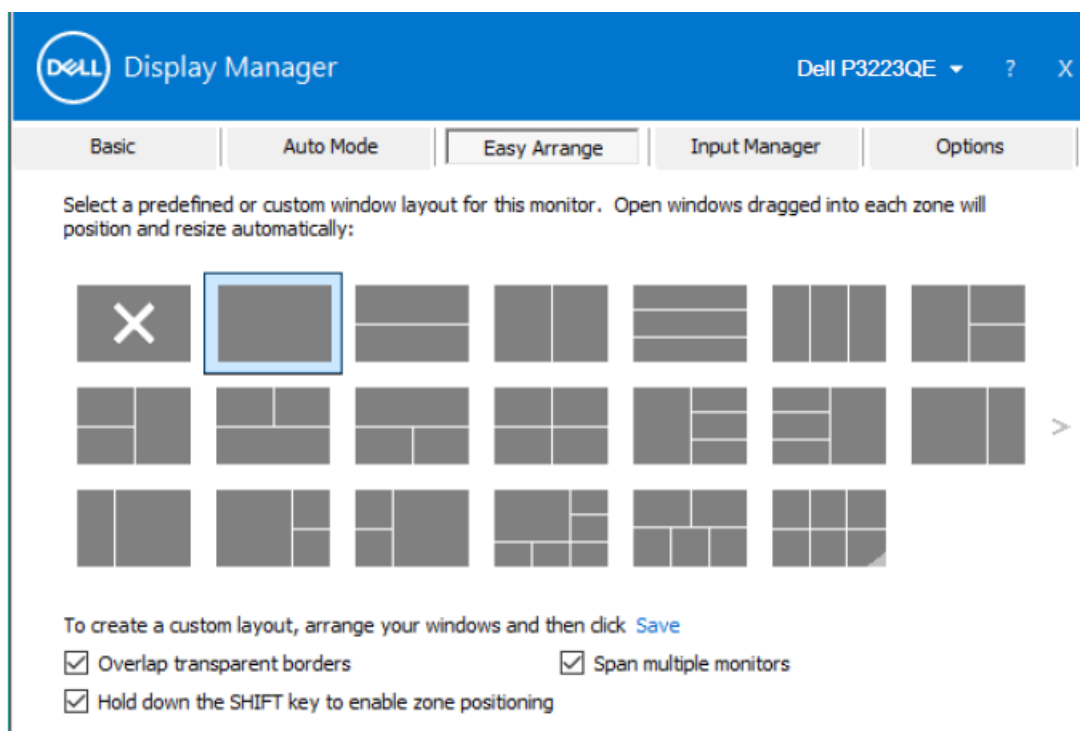 DELL Display Manager Dell P3223QE ? X
Basic Auto Mode Easy Arrange Input Manager Options
Select a predefined or custom window layout for this monitor. Open windows dragged into each zone will
position and resize automatically:
>
To create a custom layout, arrange your windows and then click Save
Overlap transparent borders Span multiple monitors
Hold down the SHIFT key to enable zone positioning